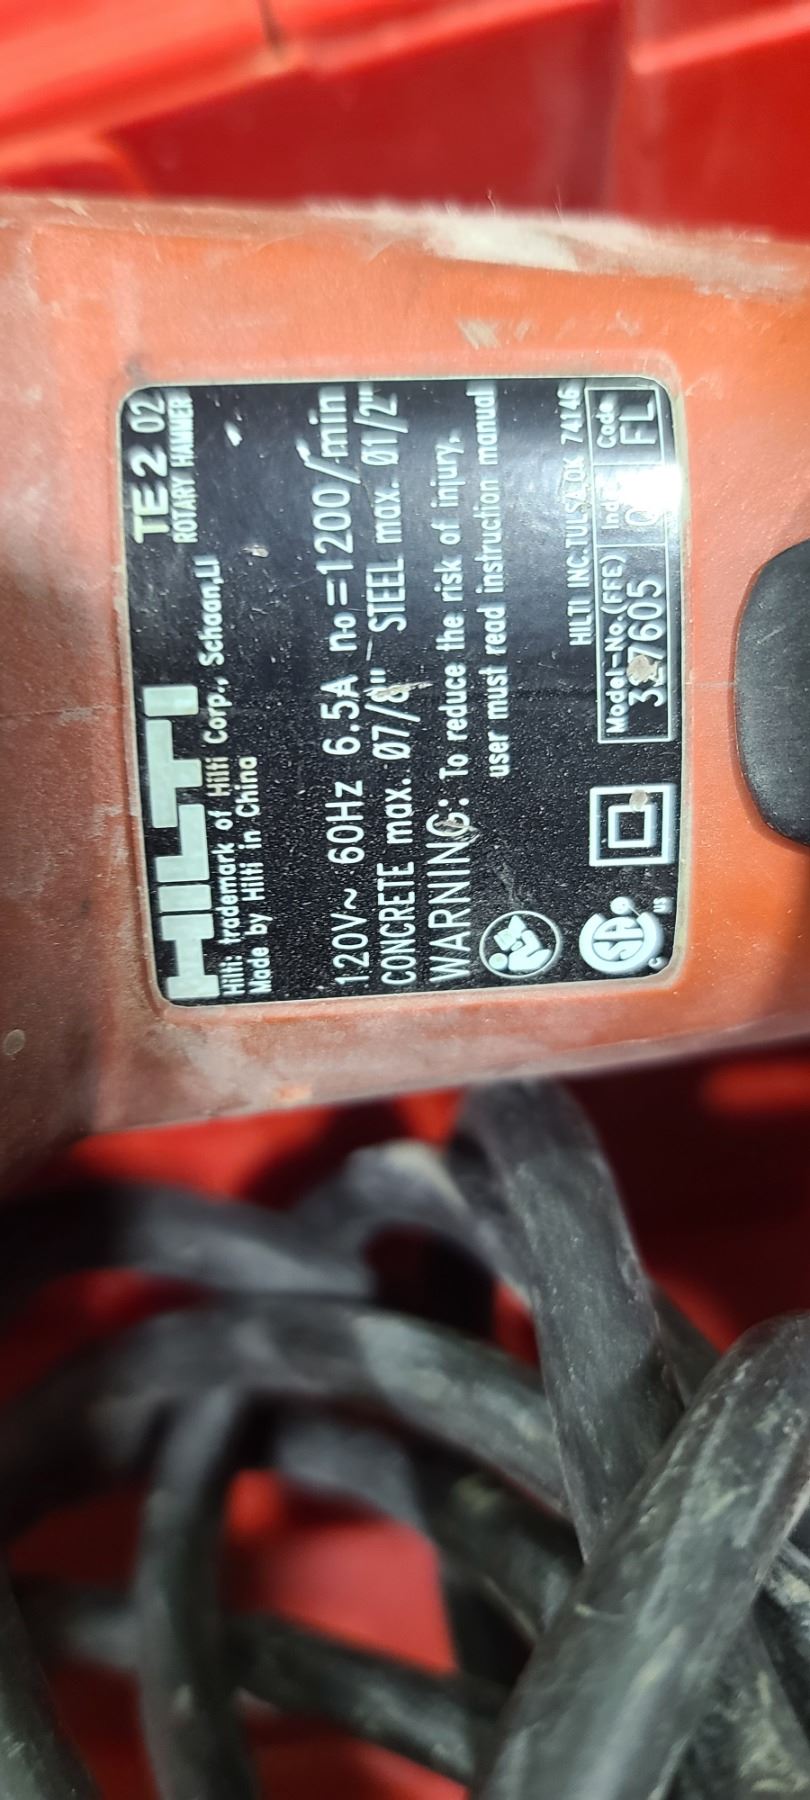 HILTI
TE 2 02
ROTARY HAMMER
Hilti: trademark of Hilti Corp., Schaan,LI
Made by Hilti in China
120V~ 60Hz 6.5A n₀=1200/min
CONCRETE max. Ø7/8" STEEL max. Ø1/2"
WARNING: To reduce the risk of injury,
user must read instruction manual
HILTI INC.TULSA,OK 74146
Model-No.(FFE) Code
FL
CSA
C US